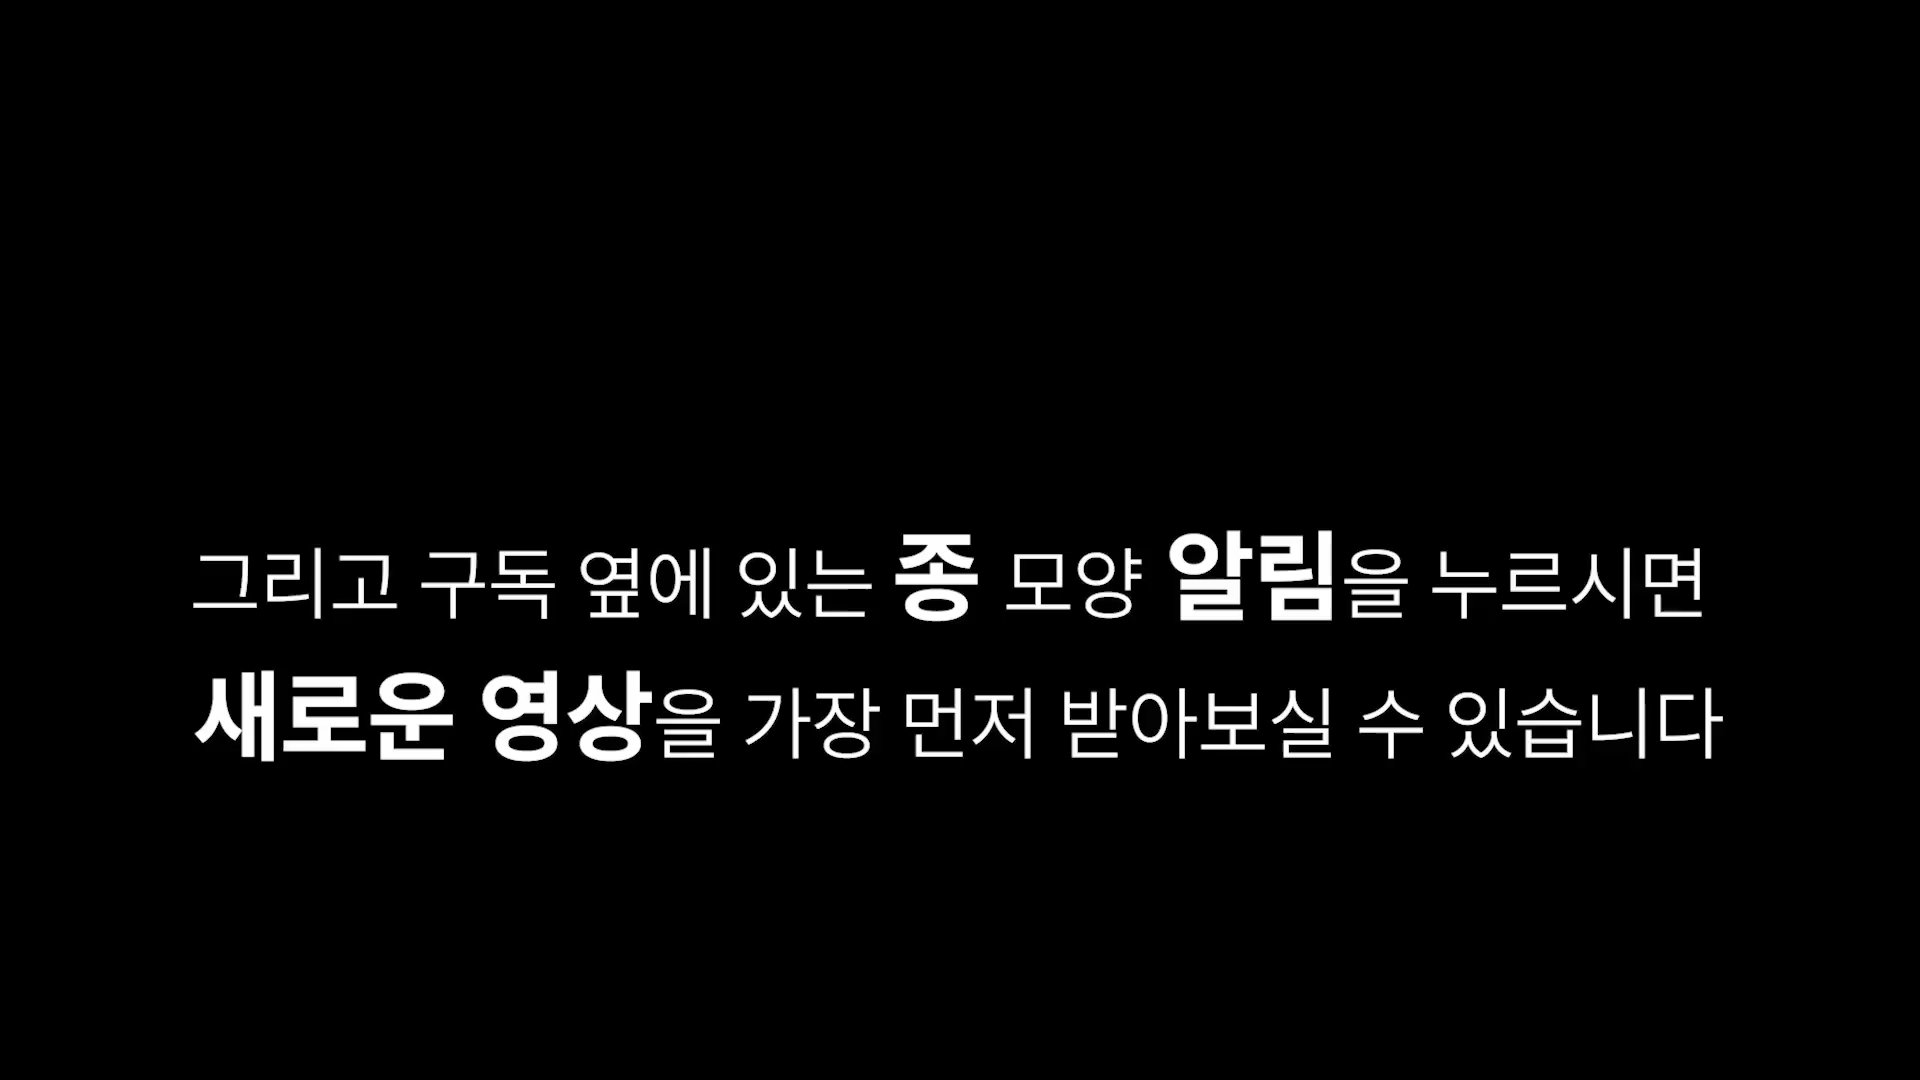 그리고 구독 옆에 있는 종 모양 알림을 누르시면
새로운 영상을 가장 먼저 받아보실 수 있습니다